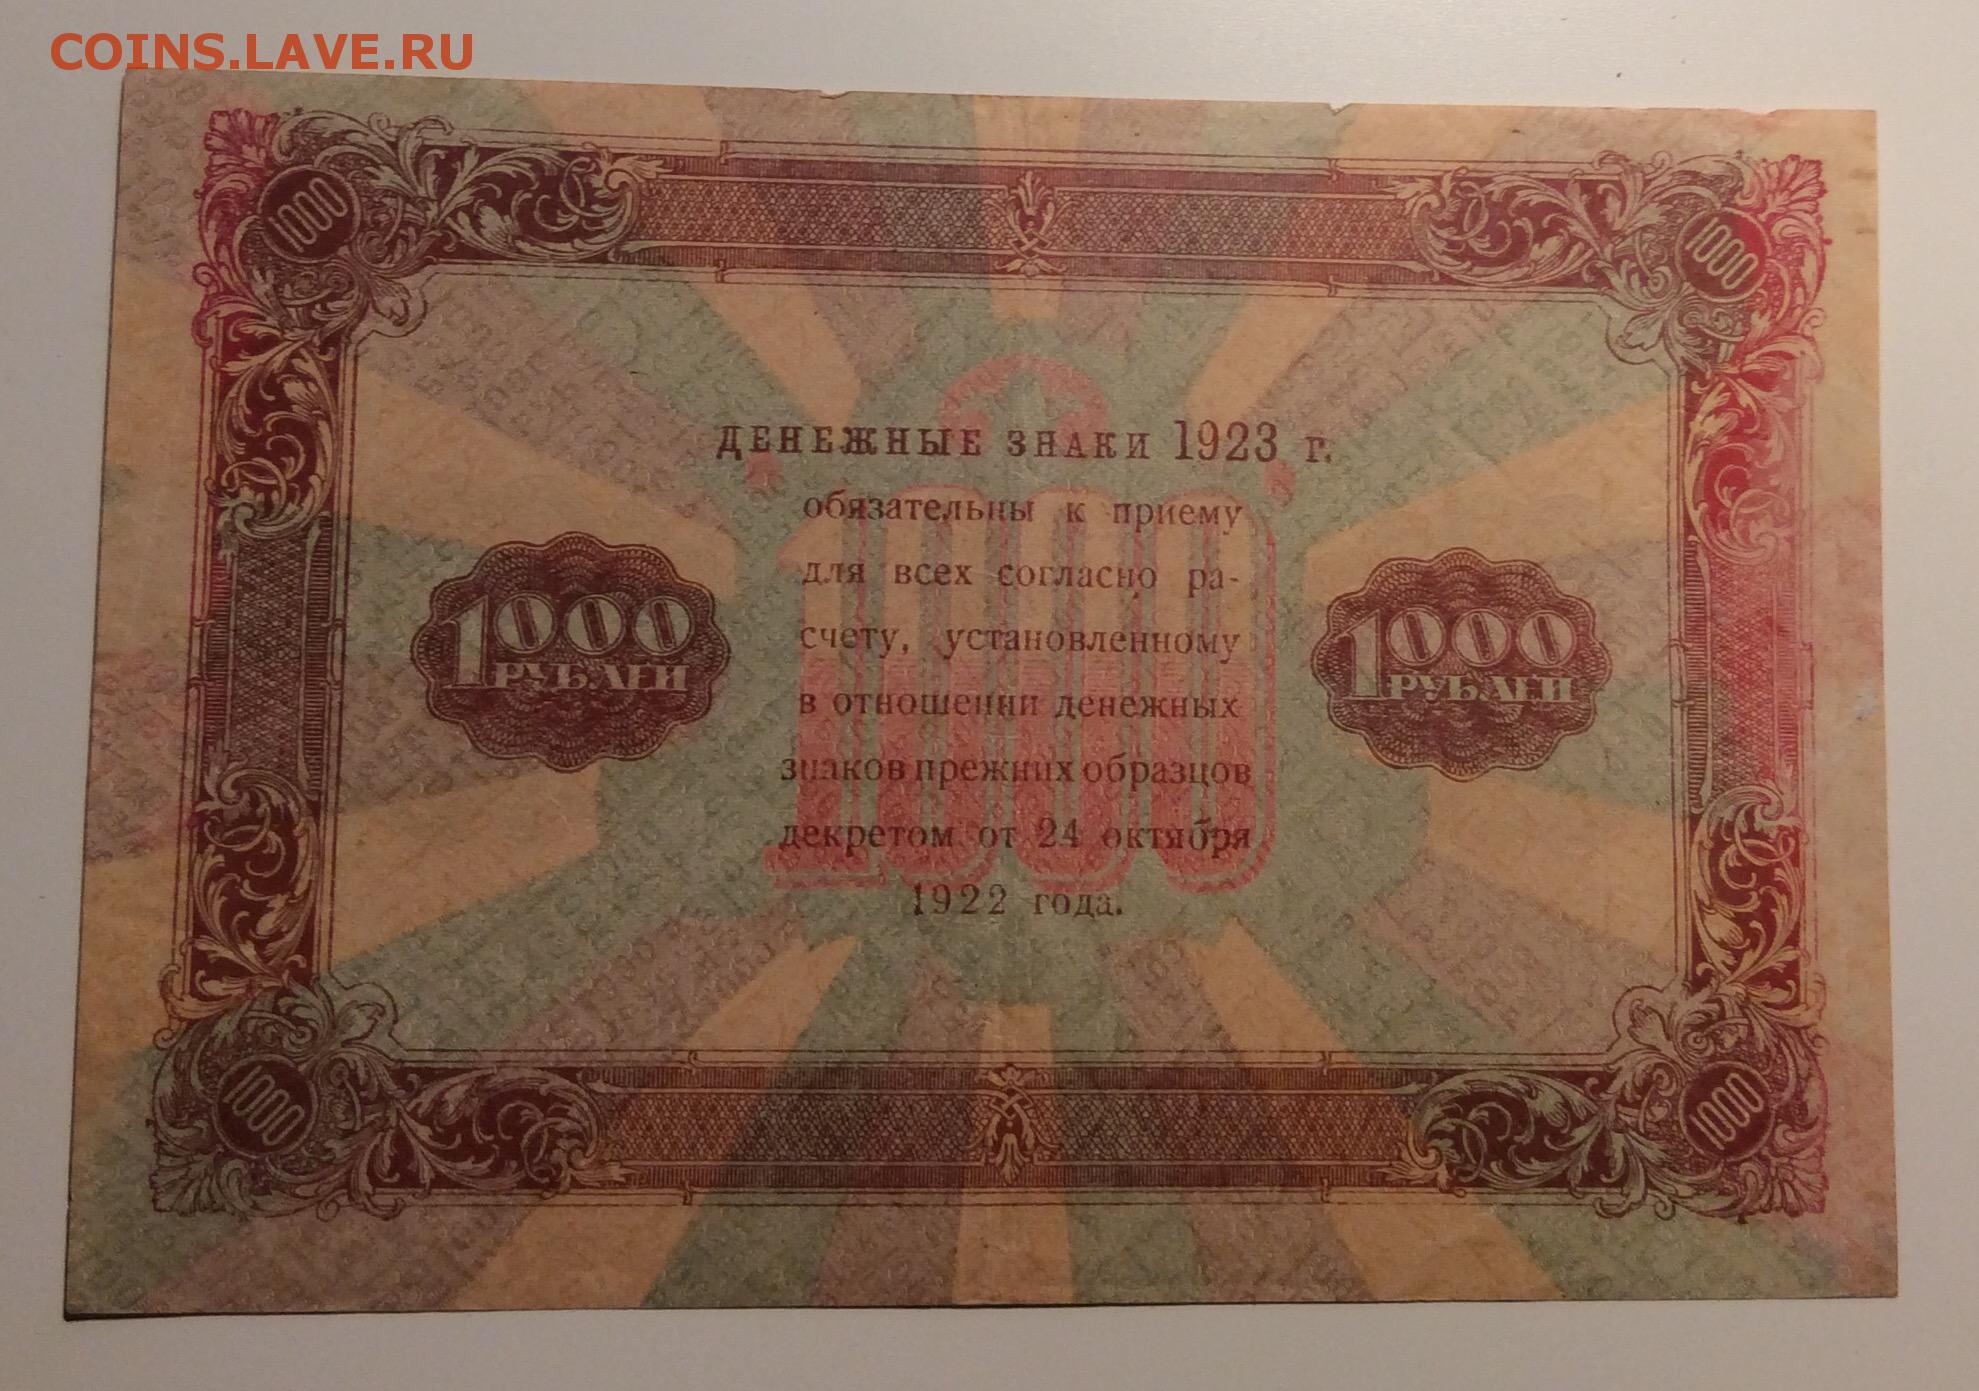 COINS.LAVE.RU
1000
1000
ДЕНЕЖНЫЕ ЗНАКИ 1923 г.
обязательны к приему
для всех согласно ра-
счету, установленному
в отношении денежных
знаков прежних образцов
декретом от 24 октября
1922 года.
1000
1000
РУБЛЕЙ
1000
РУБЛЕЙ
1000
1000